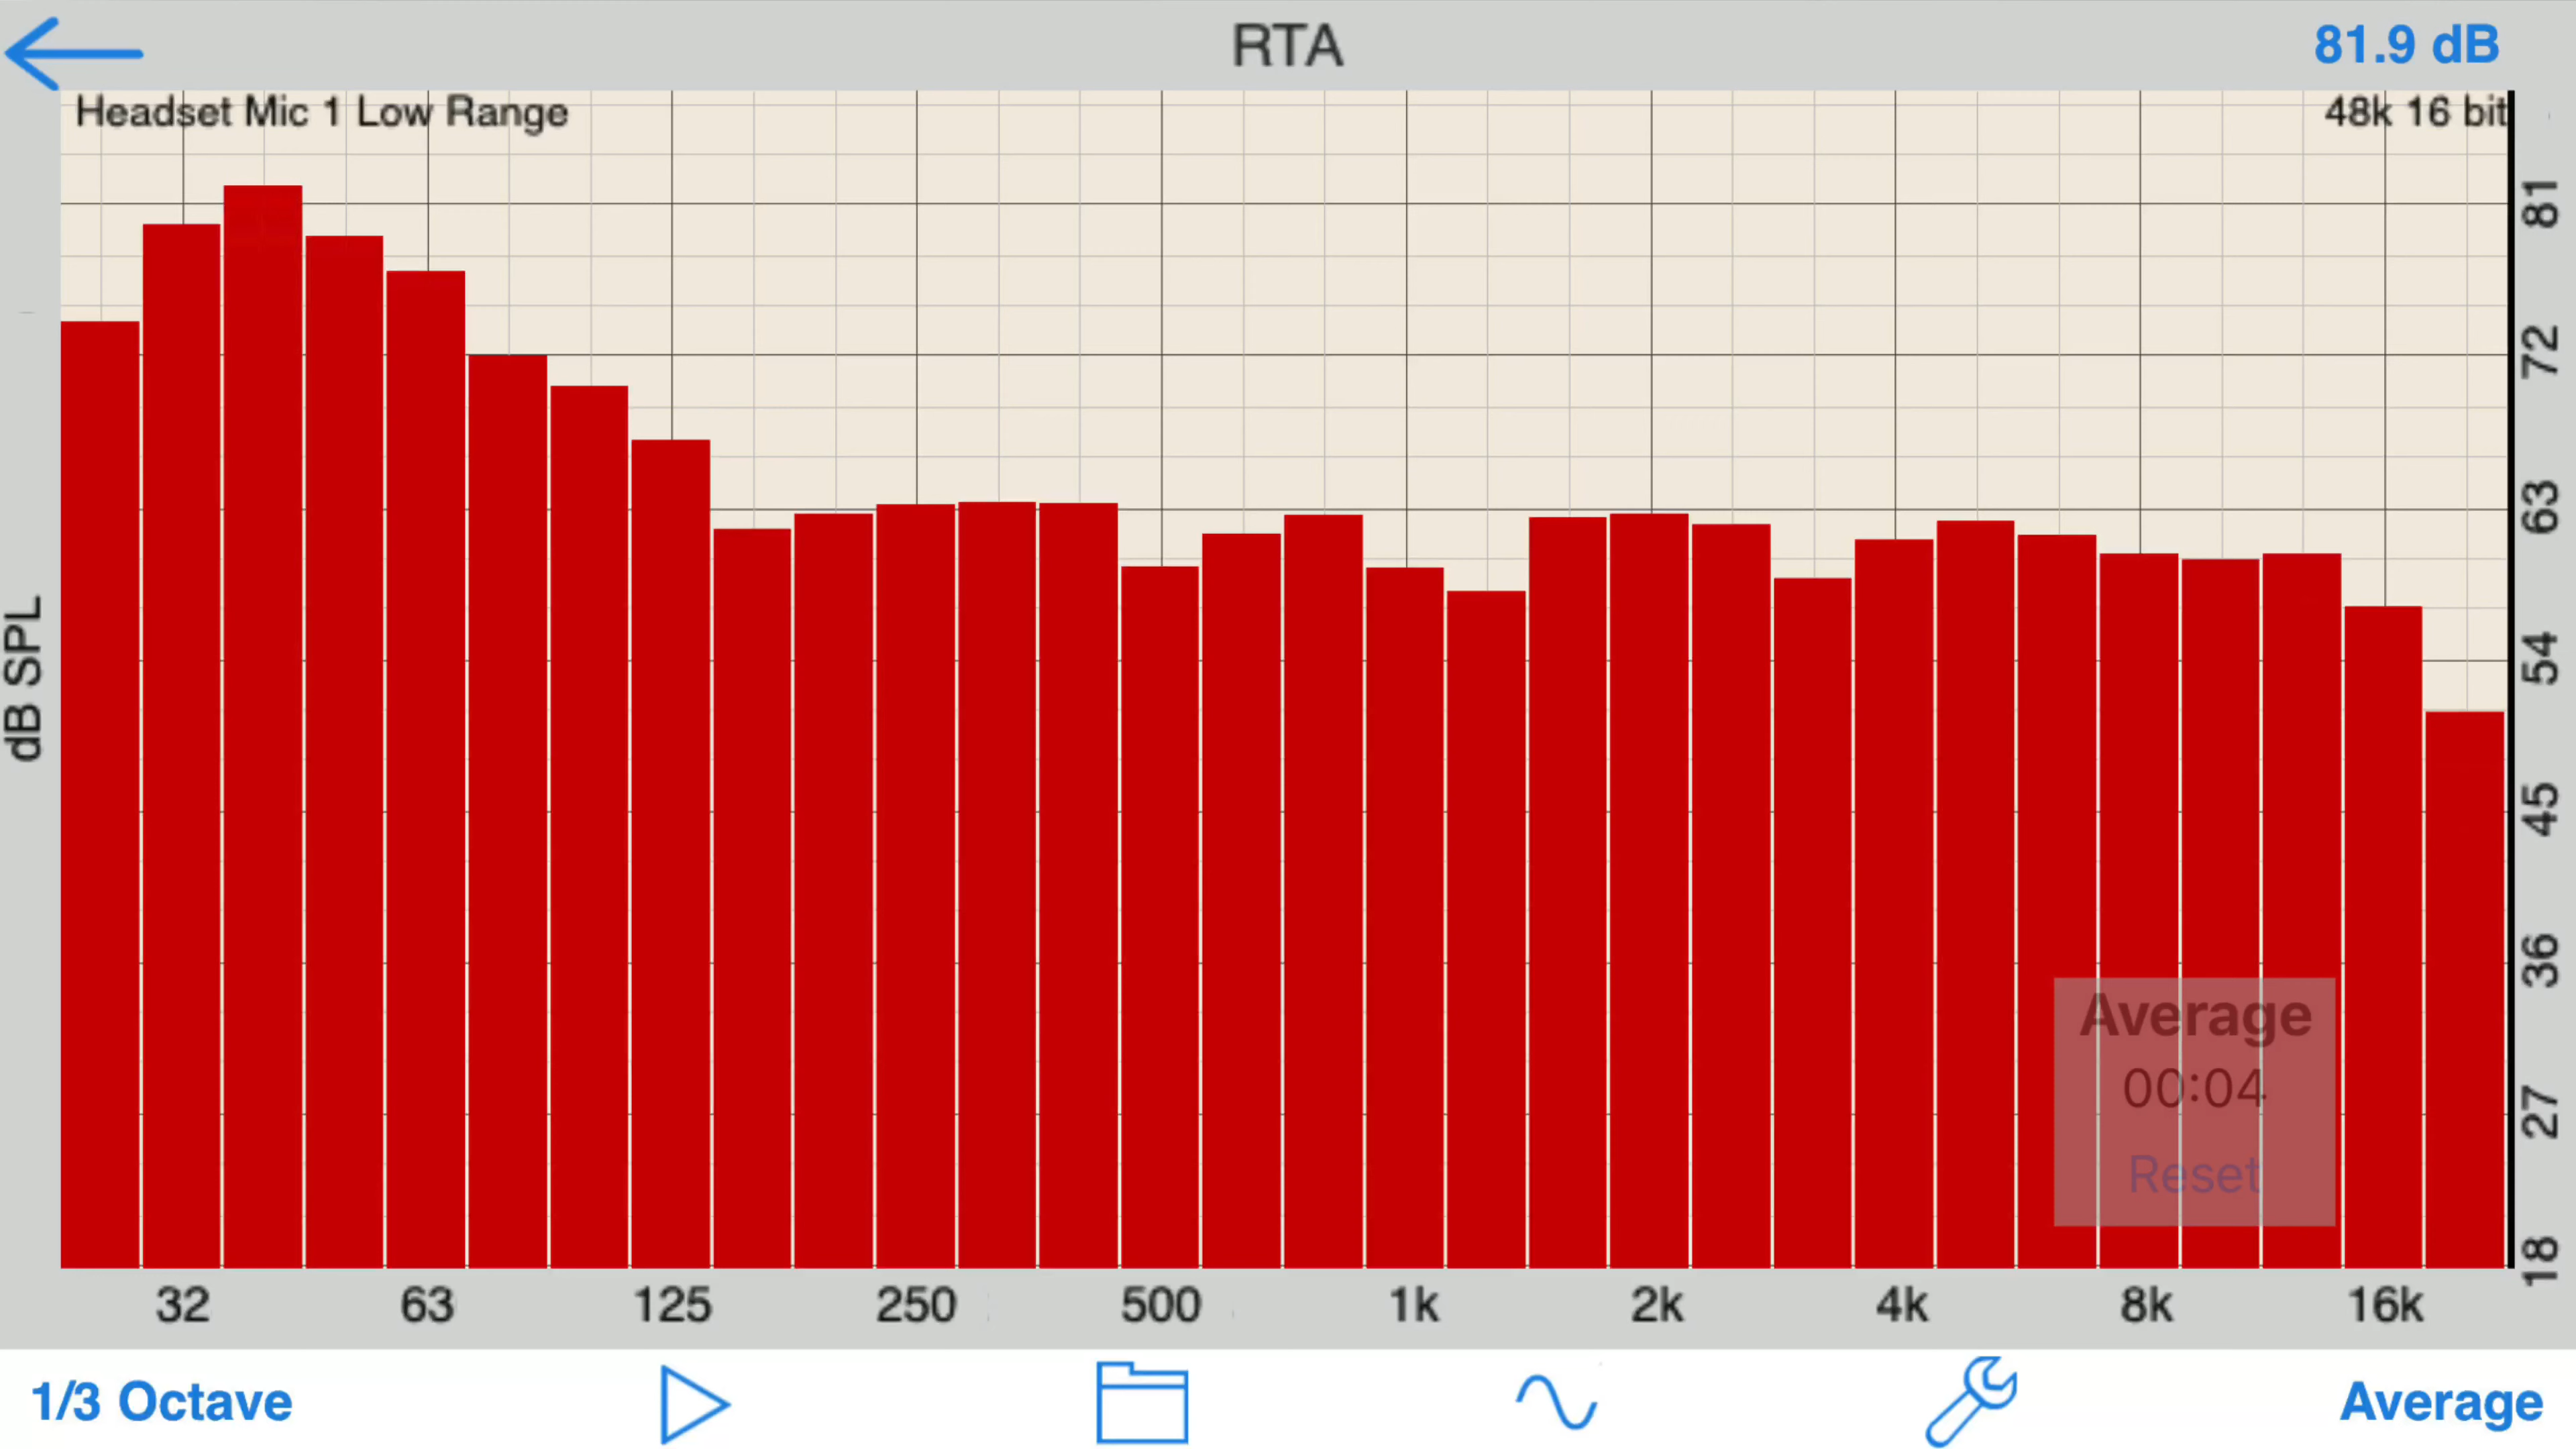 RTA
81.9 dB
Headset Mic 1 Low Range
48k 16 bit
dB SPL
81
72
63
54
45
36
27
18
Average
00:04
Reset
32 63 125 250 500 1k 2k 4k 8k 16k
1/3 Octave
Average